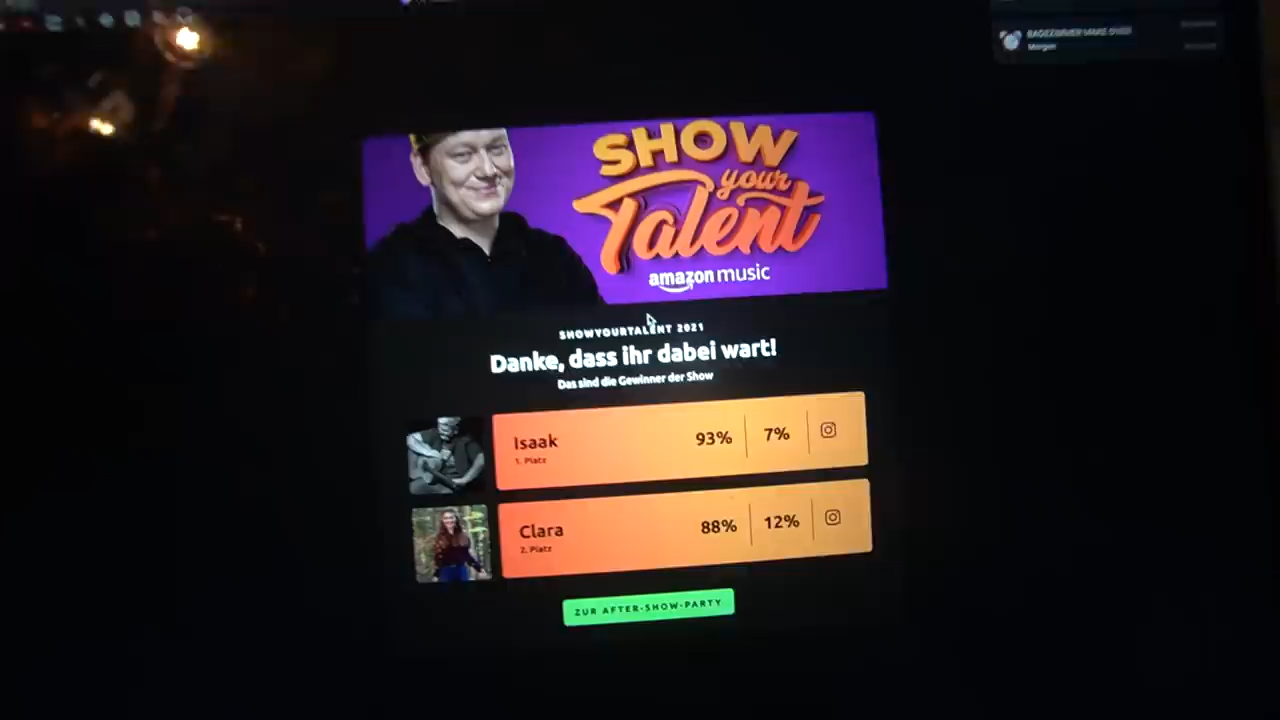 SHOW
your
Talent
amazon music
SHOWYOURTALENT 2021
Danke, dass ihr dabei wart!
Das sind die Gewinner der Show
Isaak
1. Platz
93%
7%
Clara
2. Platz
88%
12%
ZUR AFTER-SHOW-PARTY
Morgen